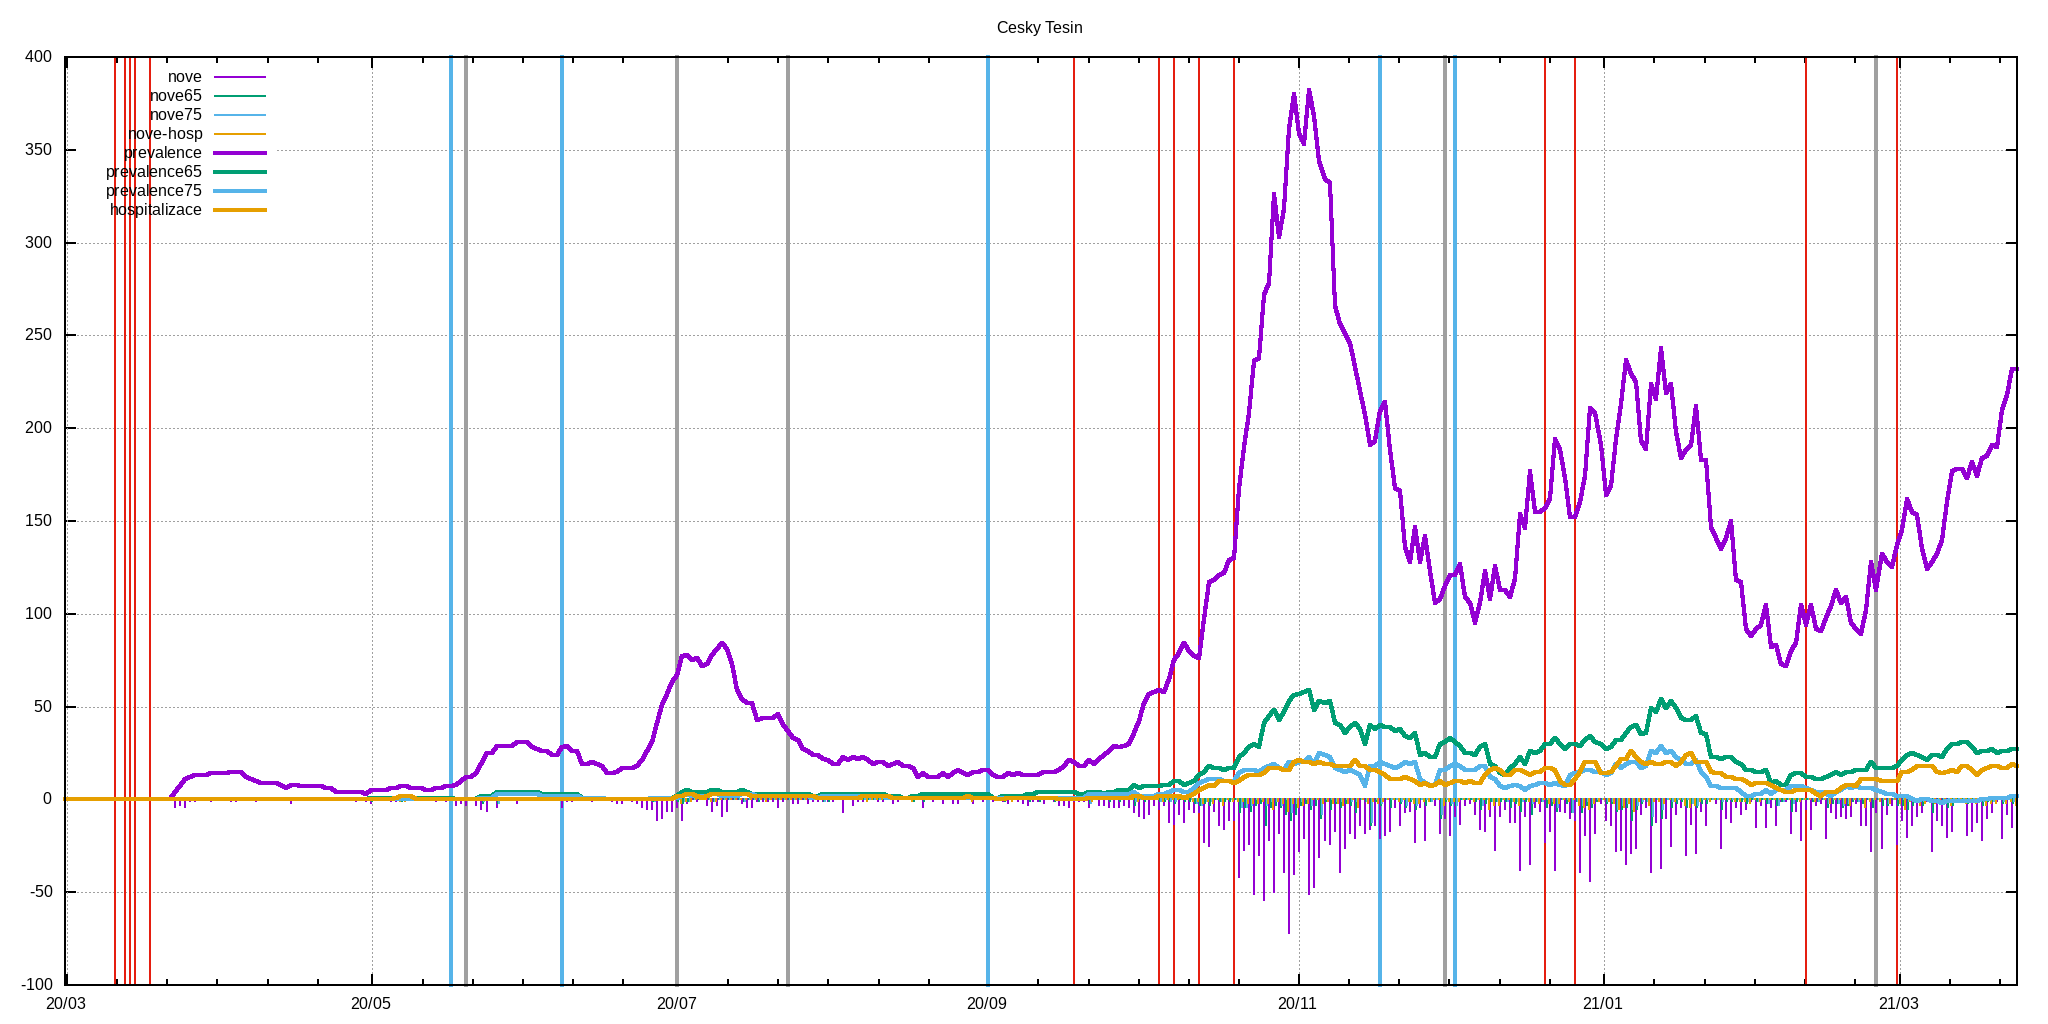 Cesky Tesin
400
350
300
250
200
150
100
50
0
-50
-100
nove
nove65
nove75
nove-hosp
prevalence
prevalence65
prevalence75
hospitalizace
20/03 20/05 20/07 20/09 20/11 21/01 21/03